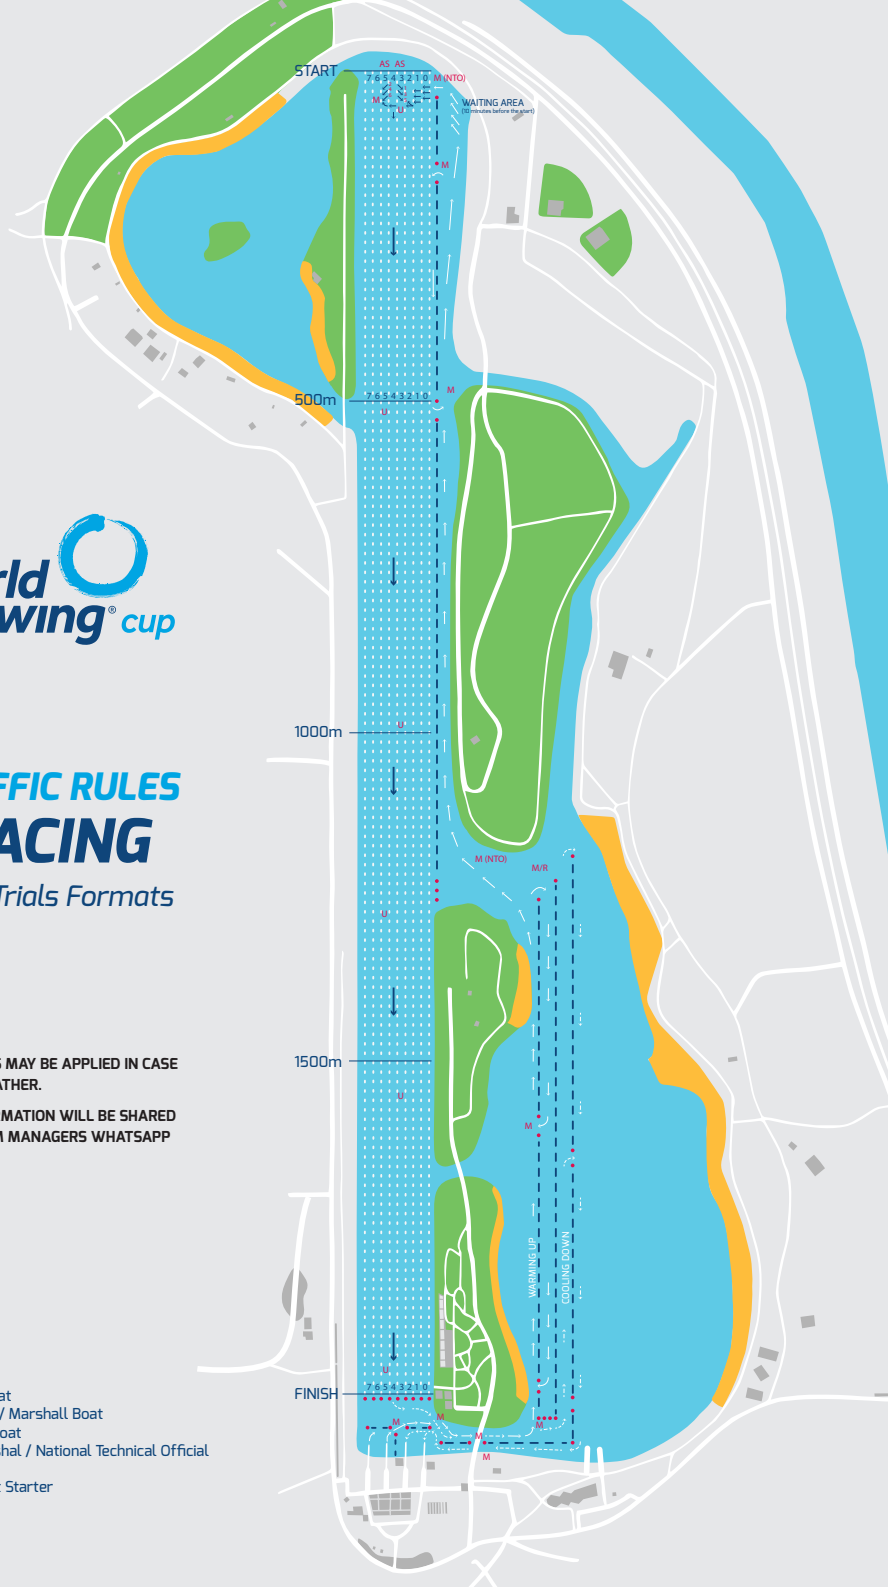 AS AS
START
7 6 5 4 3 2 1 0
M (NTO)
M
U
WAITING AREA
(10 minutes before the start)
M
M
500m
7 6 5 4 3 2 1 0
U
rld
wing® cup
U
1000m
FFIC RULES
ACING
Trials Formats
M (NTO)
M/R
U
S MAY BE APPLIED IN CASE
ATHER.
1500m
RMATION WILL BE SHARED
M MANAGERS WHATSAPP
U
M
WARMING UP
COOLING DOWN
U
7 6 5 4 3 2 1 0
FINISH
at
/ Marshall Boat
oat
shal / National Technical Official
t Starter
M
M
M
M
M